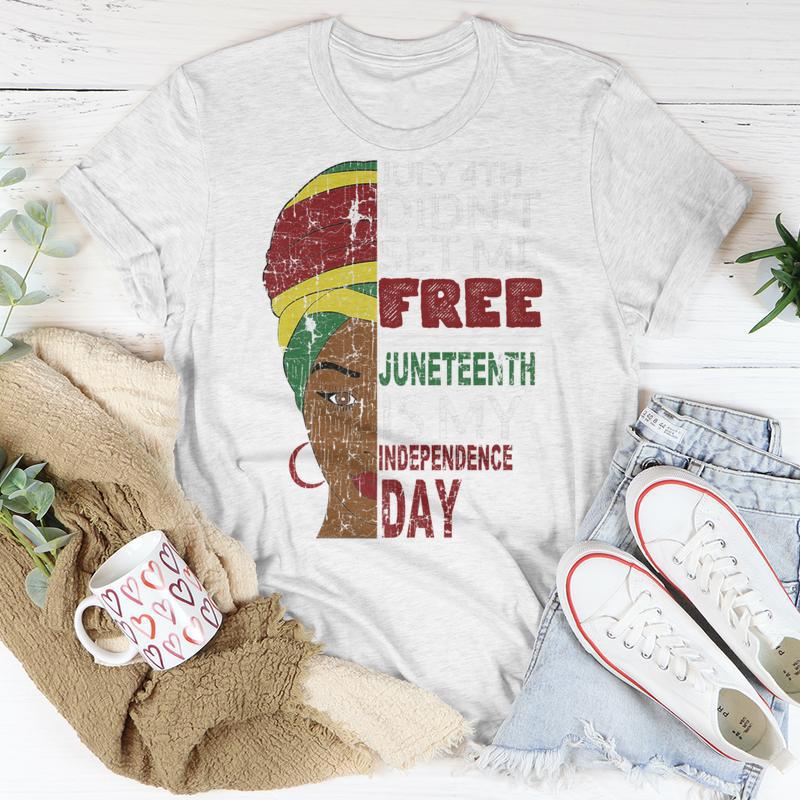 JULY 4TH
DIDN'T
SET ME
FREE
JUNETEENTH
IS MY
INDEPENDENCE
DAY